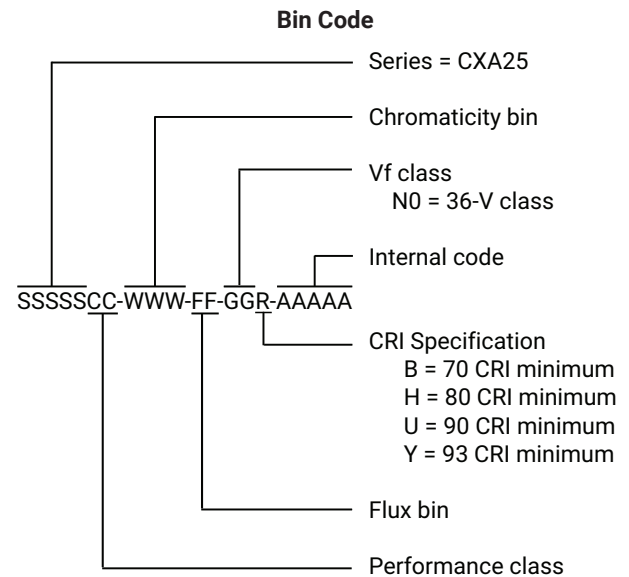 Bin Code
Series = CXA25
Chromaticity bin
Vf class
N0 = 36-V class
Internal code
SSSSSCC-WWW-FF-GGR-AAAAA
CRI Specification
B = 70 CRI minimum
H = 80 CRI minimum
U = 90 CRI minimum
Y = 93 CRI minimum
Flux bin
Performance class